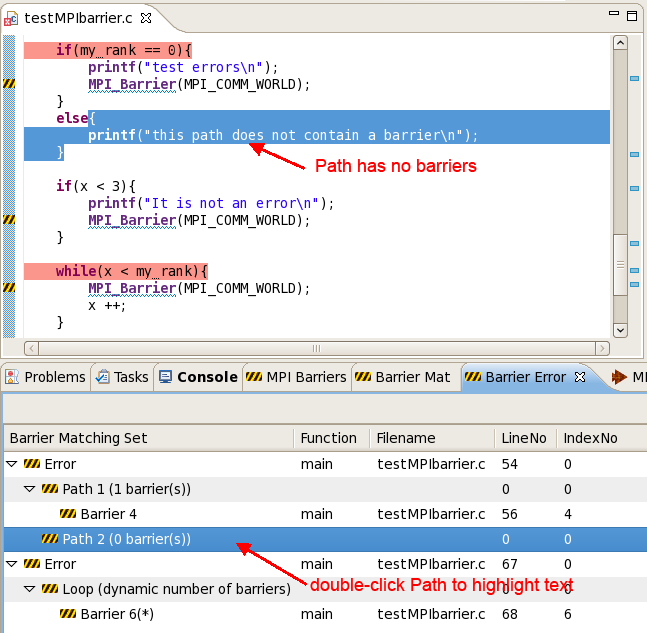 testMPIbarrier.c
if(my_rank == 0){
printf("test errors\n");
MPI_Barrier(MPI_COMM_WORLD);
}
else{
printf("this path does not contain a barrier\n");
}
Path has no barriers
if(x < 3){
printf("It is not an error\n");
MPI_Barrier(MPI_COMM_WORLD);
}
while(x < my_rank){
MPI_Barrier(MPI_COMM_WORLD);
x ++;
}
Problems Tasks Console MPI Barriers Barrier Mat Barrier Error MI
Barrier Matching Set Function Filename LineNo IndexNo
Error main testMPIbarrier.c 54 0
Path 1 (1 barrier(s)) 0 0
Barrier 4 main testMPIbarrier.c 56 4
Path 2 (0 barrier(s)) 0 0
Error main testMPIbarrier.c 67 0
double-click Path to highlight text
Loop (dynamic number of barriers) 0 0
Barrier 6(*) main testMPIbarrier.c 68 6